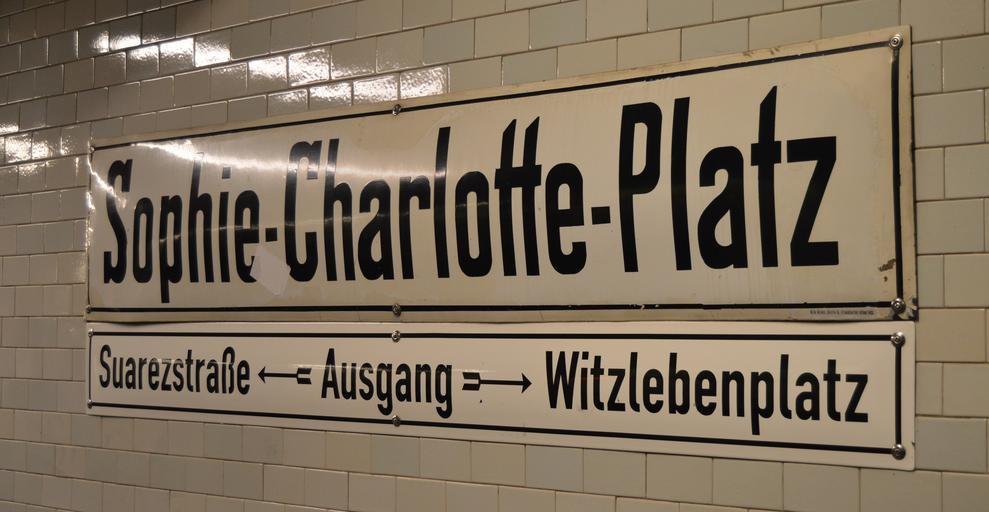 Sophie-Charlotte-Platz
Suarezstraße ← Ausgang → Witzlebenplatz